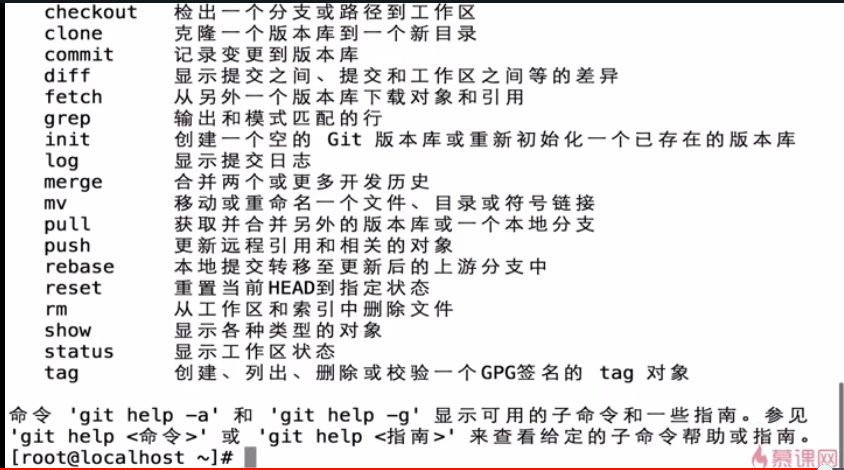 checkout 检出一个分支或路径到工作区
clone 克隆一个版本库到一个新目录
commit 记录变更到版本库
diff 显示提交之间、提交和工作区之间等的差异
fetch 从另外一个版本库下载对象和引用
grep 输出和模式匹配的行
init 创建一个空的 Git 版本库或重新初始化一个已存在的版本库
log 显示提交日志
merge 合并两个或更多开发历史
mv 移动或重命名一个文件、目录或符号链接
pull 获取并合并另外的版本库或一个本地分支
push 更新远程引用和相关的对象
rebase 本地提交转移至更新后的上游分支中
reset 重置当前HEAD到指定状态
rm 从工作区和索引中删除文件
show 显示各种类型的对象
status 显示工作区状态
tag 创建、列出、删除或校验一个GPG签名的 tag 对象
命令 'git help -a' 和 'git help -g' 显示可用的子命令和一些指南。参见
'git help <命令>' 或 'git help <指南>' 来查看给定的子命令帮助或指南。
[root@localhost ~]#
慕课网